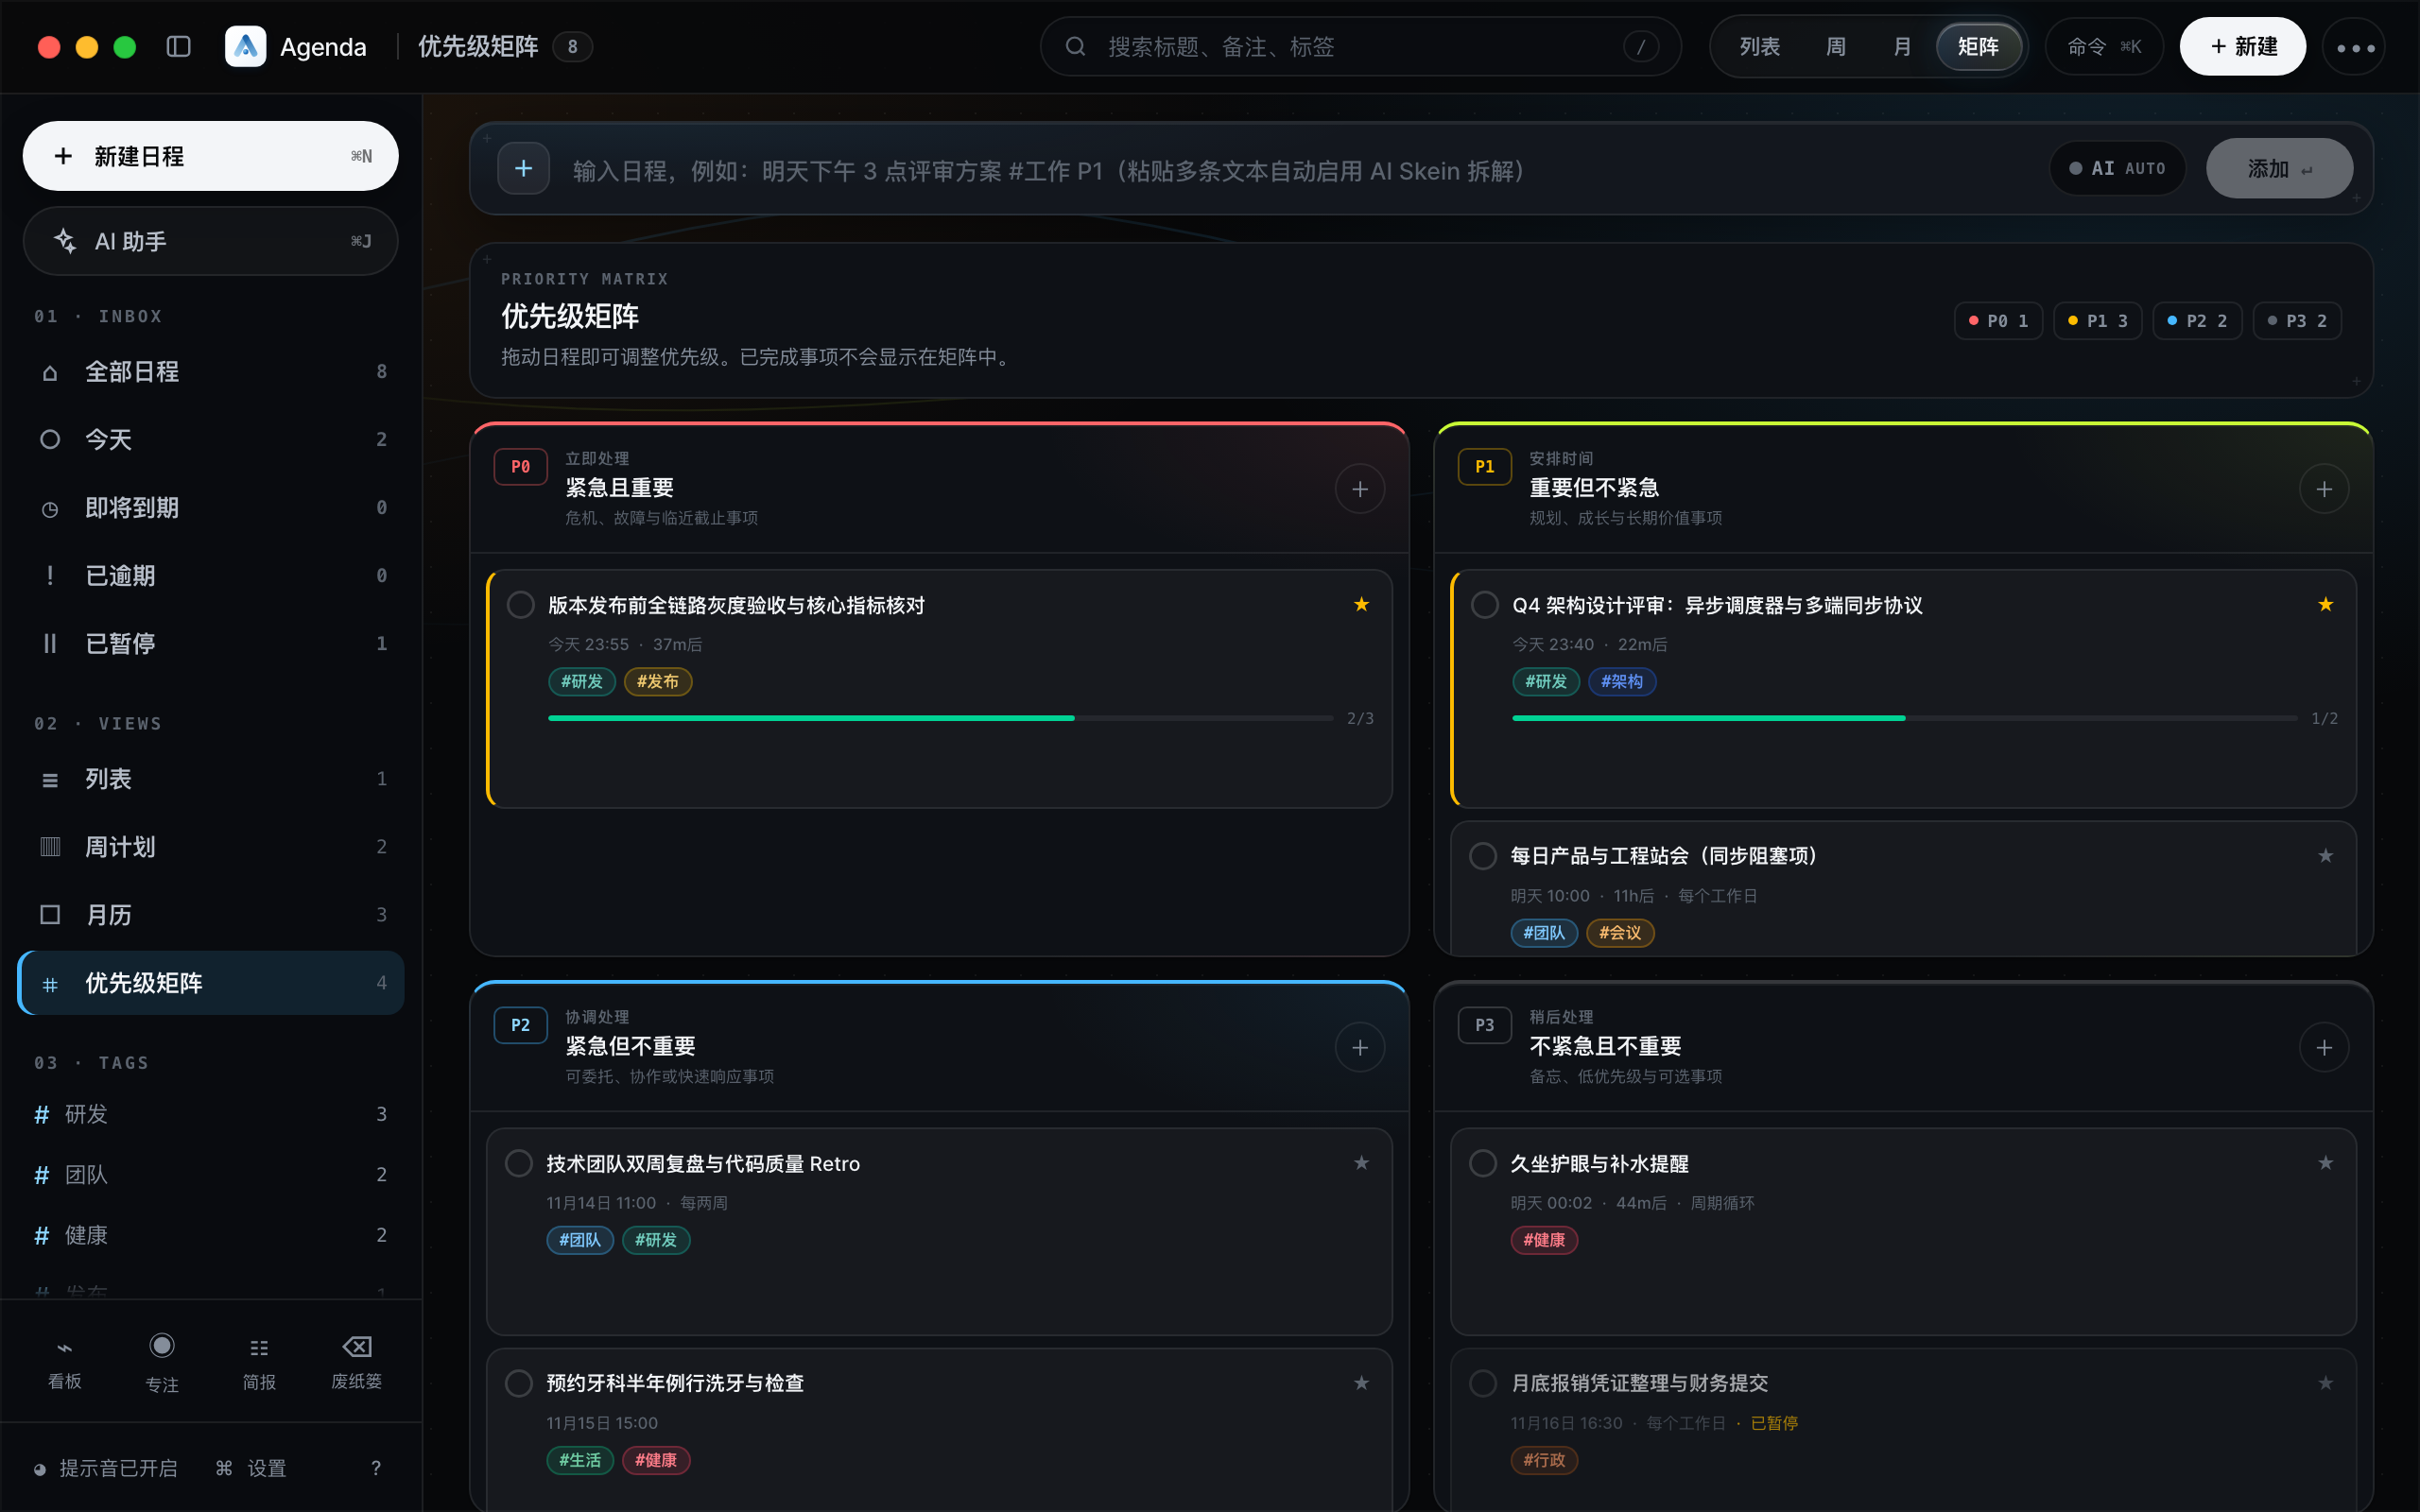 Agenda
优先级矩阵 8
搜索标题、备注、标签 /
列表 周 月 矩阵
命令 ⌘K
+ 新建
•••
+ 新建日程 ⌘N
AI 助手 ⌘J
01 · INBOX
全部日程 8
今天 2
即将到期 0
! 已逾期 0
已暂停 1
02 · VIEWS
列表 1
周计划 2
月历 3
优先级矩阵 4
03 · TAGS
# 研发 3
# 团队 2
# 健康 2
# 发布 1
看板 专注 简报 废纸篓
提示音已开启 ⌘ 设置 ?
+ 输入日程，例如：明天下午 3 点评审方案 #工作 P1（粘贴多条文本自动启用 AI Skein 拆解）
AI AUTO
添加 ↵
PRIORITY MATRIX
优先级矩阵
拖动日程即可调整优先级。已完成事项不会显示在矩阵中。
P0 1 P1 3 P2 2 P3 2
P0
立即处理
紧急且重要
危机、故障与临近截止事项
版本发布前全链路灰度验收与核心指标核对 ★
今天 23:55 · 37m后
#研发 #发布
2/3
P1
安排时间
重要但不紧急
规划、成长与长期价值事项
Q4 架构设计评审：异步调度器与多端同步协议 ★
今天 23:40 · 22m后
#研发 #架构
1/2
每日产品与工程站会（同步阻塞项） ★
明天 10:00 · 11h后 · 每个工作日
#团队 #会议
P2
协调处理
紧急但不重要
可委托、协作或快速响应事项
技术团队双周复盘与代码质量 Retro ★
11月14日 11:00 · 每两周
#团队 #研发
预约牙科半年例行洗牙与检查 ★
11月15日 15:00
#生活 #健康
P3
稍后处理
不紧急且不重要
备忘、低优先级与可选事项
久坐护眼与补水提醒 ★
明天 00:02 · 44m后 · 周期循环
#健康
月底报销凭证整理与财务提交 ★
11月16日 16:30 · 每个工作日 · 已暂停
#行政